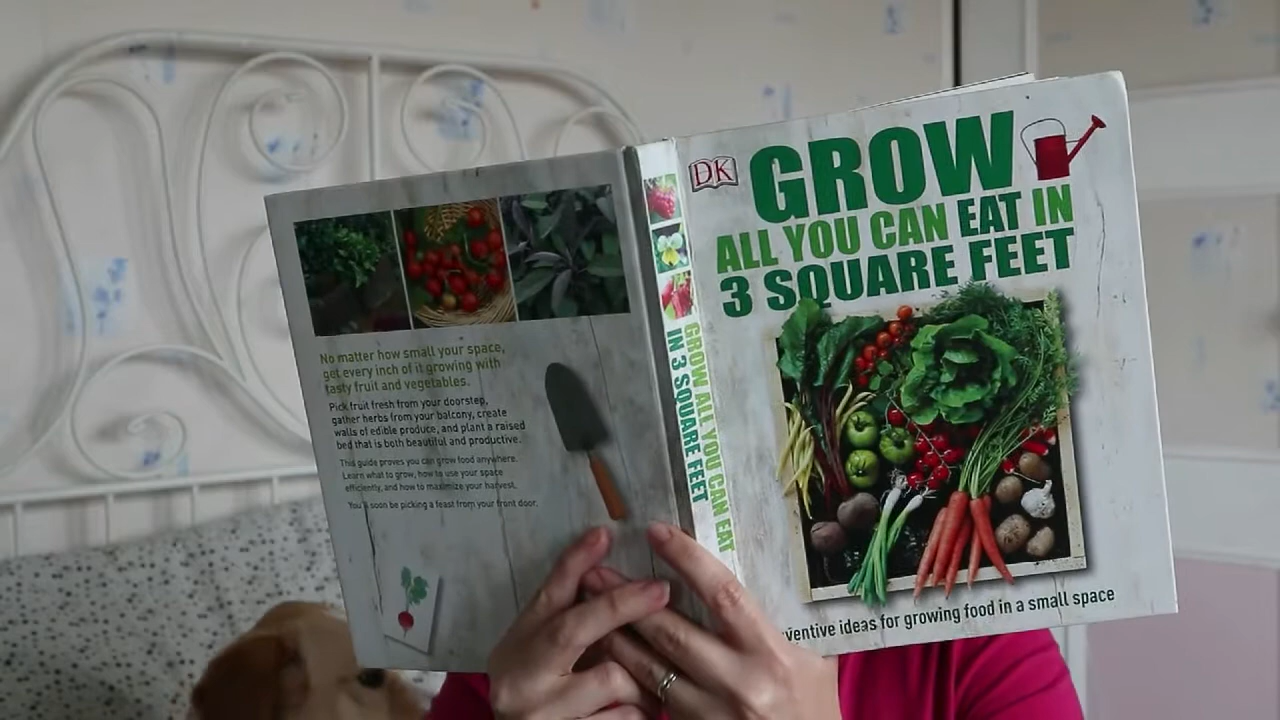 No matter how small your space,
get every inch of it growing with
tasty fruit and vegetables.
Pick fruit fresh from your doorstep,
gather herbs from your balcony, create
walls of edible produce, and plant a raised
bed that is both beautiful and productive.
This guide proves you can grow food anywhere.
Learn what to grow, how to use your space
efficiently, and how to maximize your harvest.
You'll soon be picking a feast from your front door.
GROW ALL YOU CAN EAT
IN 3 SQUARE FEET
DK
GROW
ALL YOU CAN EAT IN
3 SQUARE FEET
ideas for growing food in a small space